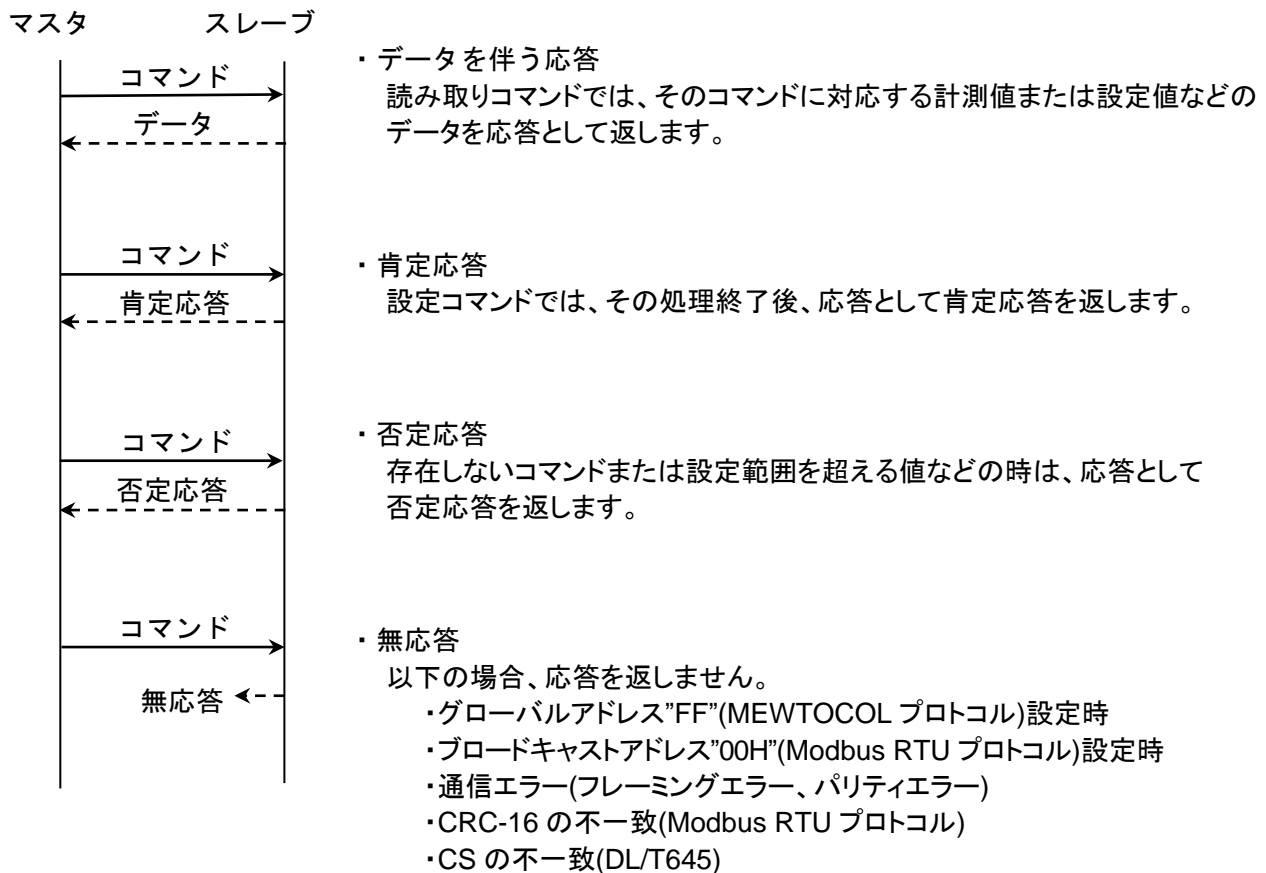 マスタ スレーブ
コマンド
データ
・データを伴う応答
読み取りコマンドでは、そのコマンドに対応する計測値または設定値などの
データを応答として返します。
コマンド
肯定応答
・肯定応答
設定コマンドでは、その処理終了後、応答として肯定応答を返します。
コマンド
否定応答
・否定応答
存在しないコマンドまたは設定範囲を超える値などの時は、応答として
否定応答を返します。
コマンド
無応答
・無応答
以下の場合、応答を返しません。
・グローバルアドレス”FF”(MEWTOCOL プロトコル)設定時
・ブロードキャストアドレス”00H”(Modbus RTU プロトコル)設定時
・通信エラー(フレーミングエラー、パリティエラー)
・CRC-16 の不一致(Modbus RTU プロトコル)
・CS の不一致(DL/T645)